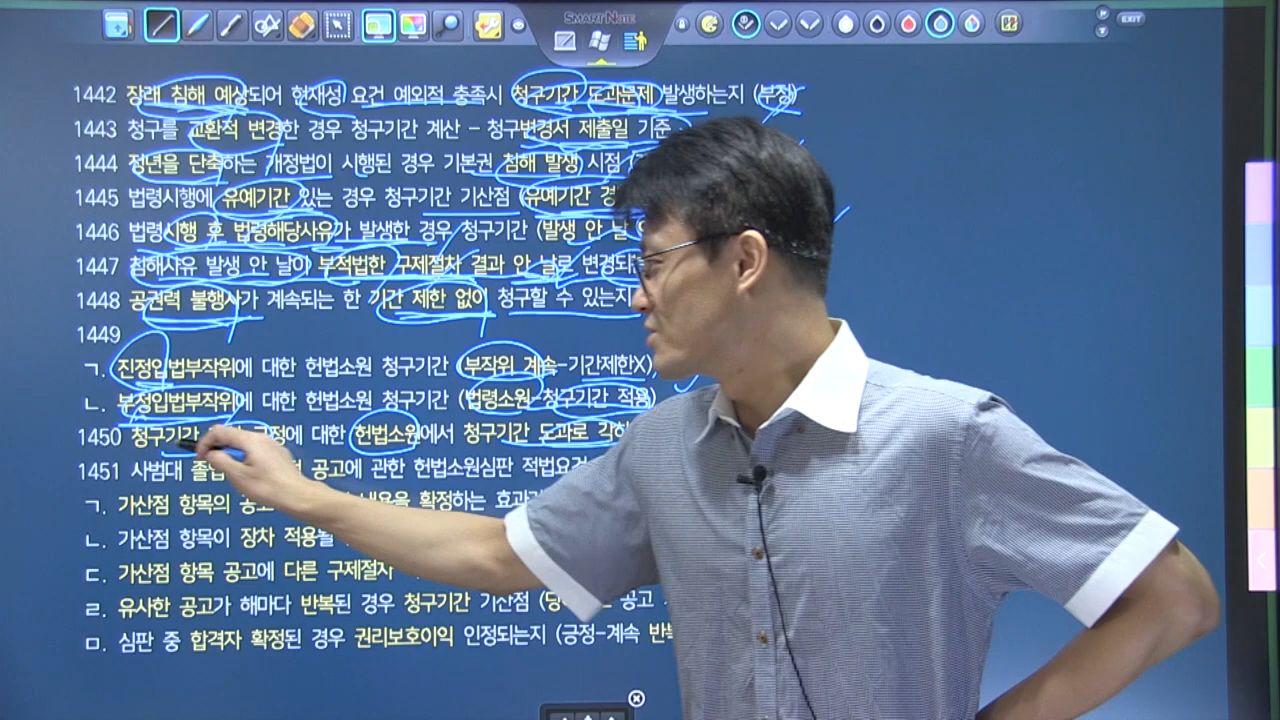 SMARTNOTE
EXIT
1442 장래 침해 예상되어 현재성 요건 예외적 충족시 청구기간 도과문제 발생하는지 (부정)
1443 청구를 교환적 변경한 경우 청구기간 계산 - 청구변경서 제출일 기준
1444 정년을 단축하는 개정법이 시행된 경우 기본권 침해 발생 시점
1445 법령시행에 유예기간 있는 경우 청구기간 기산점 (유예기간 경
1446 법령시행 후 법령해당사유가 발생한 경우 청구기간 (발생 안 날
1447 침해사유 발생 안 날이 부적법한 구제절차 결과 안 날로 변경되
1448 공권력 불행사가 계속되는 한 기간 제한 없이 청구할 수 있는지
1449
ㄱ. 진정입법부작위에 대한 헌법소원 청구기간 (부작위 계속-기간제한X)
ㄴ. 부정입법부작위에 대한 헌법소원 청구기간 (법령소원-청구기간 적용)
1450 청구기간 규정에 대한 헌법소원에서 청구기간 도과로 각하
1451 사범대 졸업 공고에 관한 헌법소원심판 적법요건
ㄱ. 가산점 항목의 공고 내용을 확정하는 효과
ㄴ. 가산점 항목이 장차 적용될
ㄷ. 가산점 항목 공고에 다른 구제절차
ㄹ. 유사한 공고가 해마다 반복된 경우 청구기간 기산점 (당 공고
ㅁ. 심판 중 합격자 확정된 경우 권리보호이익 인정되는지 (긍정-계속 반복